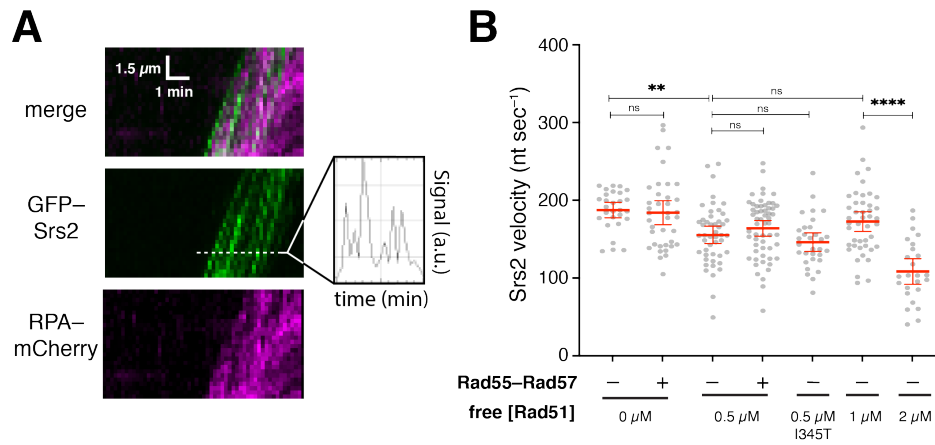 A
merge
1.5 µm
1 min
GFP–
Srs2
Signal (a.u.)
time (min)
RPA–
mCherry
B
Srs2 velocity (nt sec⁻¹)
400
300
200
100
0
**
ns
ns
ns
ns
****
Rad55–Rad57 – + – + – – –
free [Rad51] 0 µM 0.5 µM 0.5 µM 1 µM 2 µM
I345T